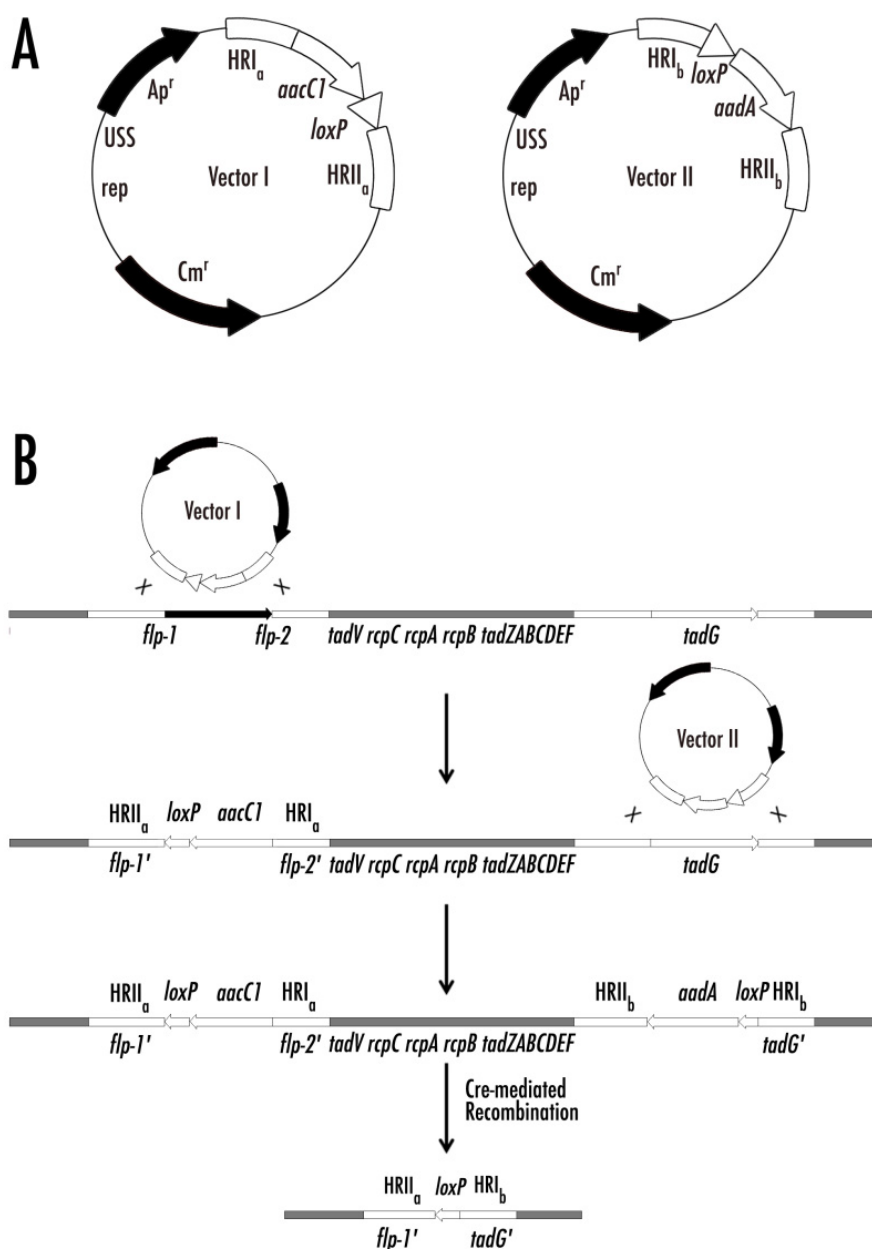 A
HRIa
aacC1
loxP
HRIIa
Apr
USS
rep
Vector I
Cmr
HRIb
loxP
aadA
HRIIb
Apr
USS
rep
Vector II
Cmr
B
Vector I
X X
flp-1 flp-2 tadV rcpC rcpA rcpB tadZABCDEF tadG
Vector II
X X
HRIIa loxP aacC1 HRIa
flp-1' flp-2' tadV rcpC rcpA rcpB tadZABCDEF tadG
HRIIa loxP aacC1 HRIa HRIIb aadA loxP HRIb
flp-1' flp-2' tadV rcpC rcpA rcpB tadZABCDEF tadG'
Cre-mediated
Recombination
HRIIa loxP HRIb
flp-1' tadG'